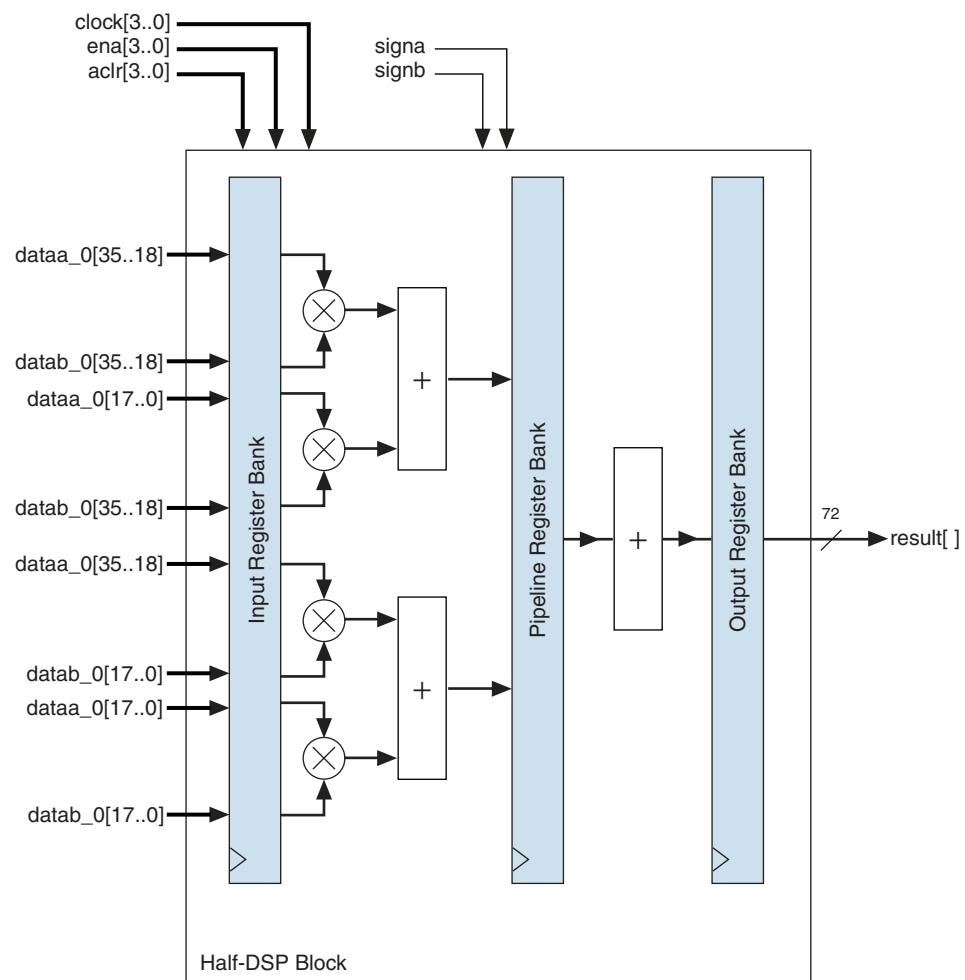 clock[3..0]
ena[3..0]
aclr[3..0]
signa
signb
dataa_0[35..18]
datab_0[35..18]
dataa_0[17..0]
datab_0[35..18]
dataa_0[35..18]
datab_0[17..0]
dataa_0[17..0]
datab_0[17..0]
Input Register Bank
+
+
Pipeline Register Bank
+
Output Register Bank
72
result[ ]
Half-DSP Block